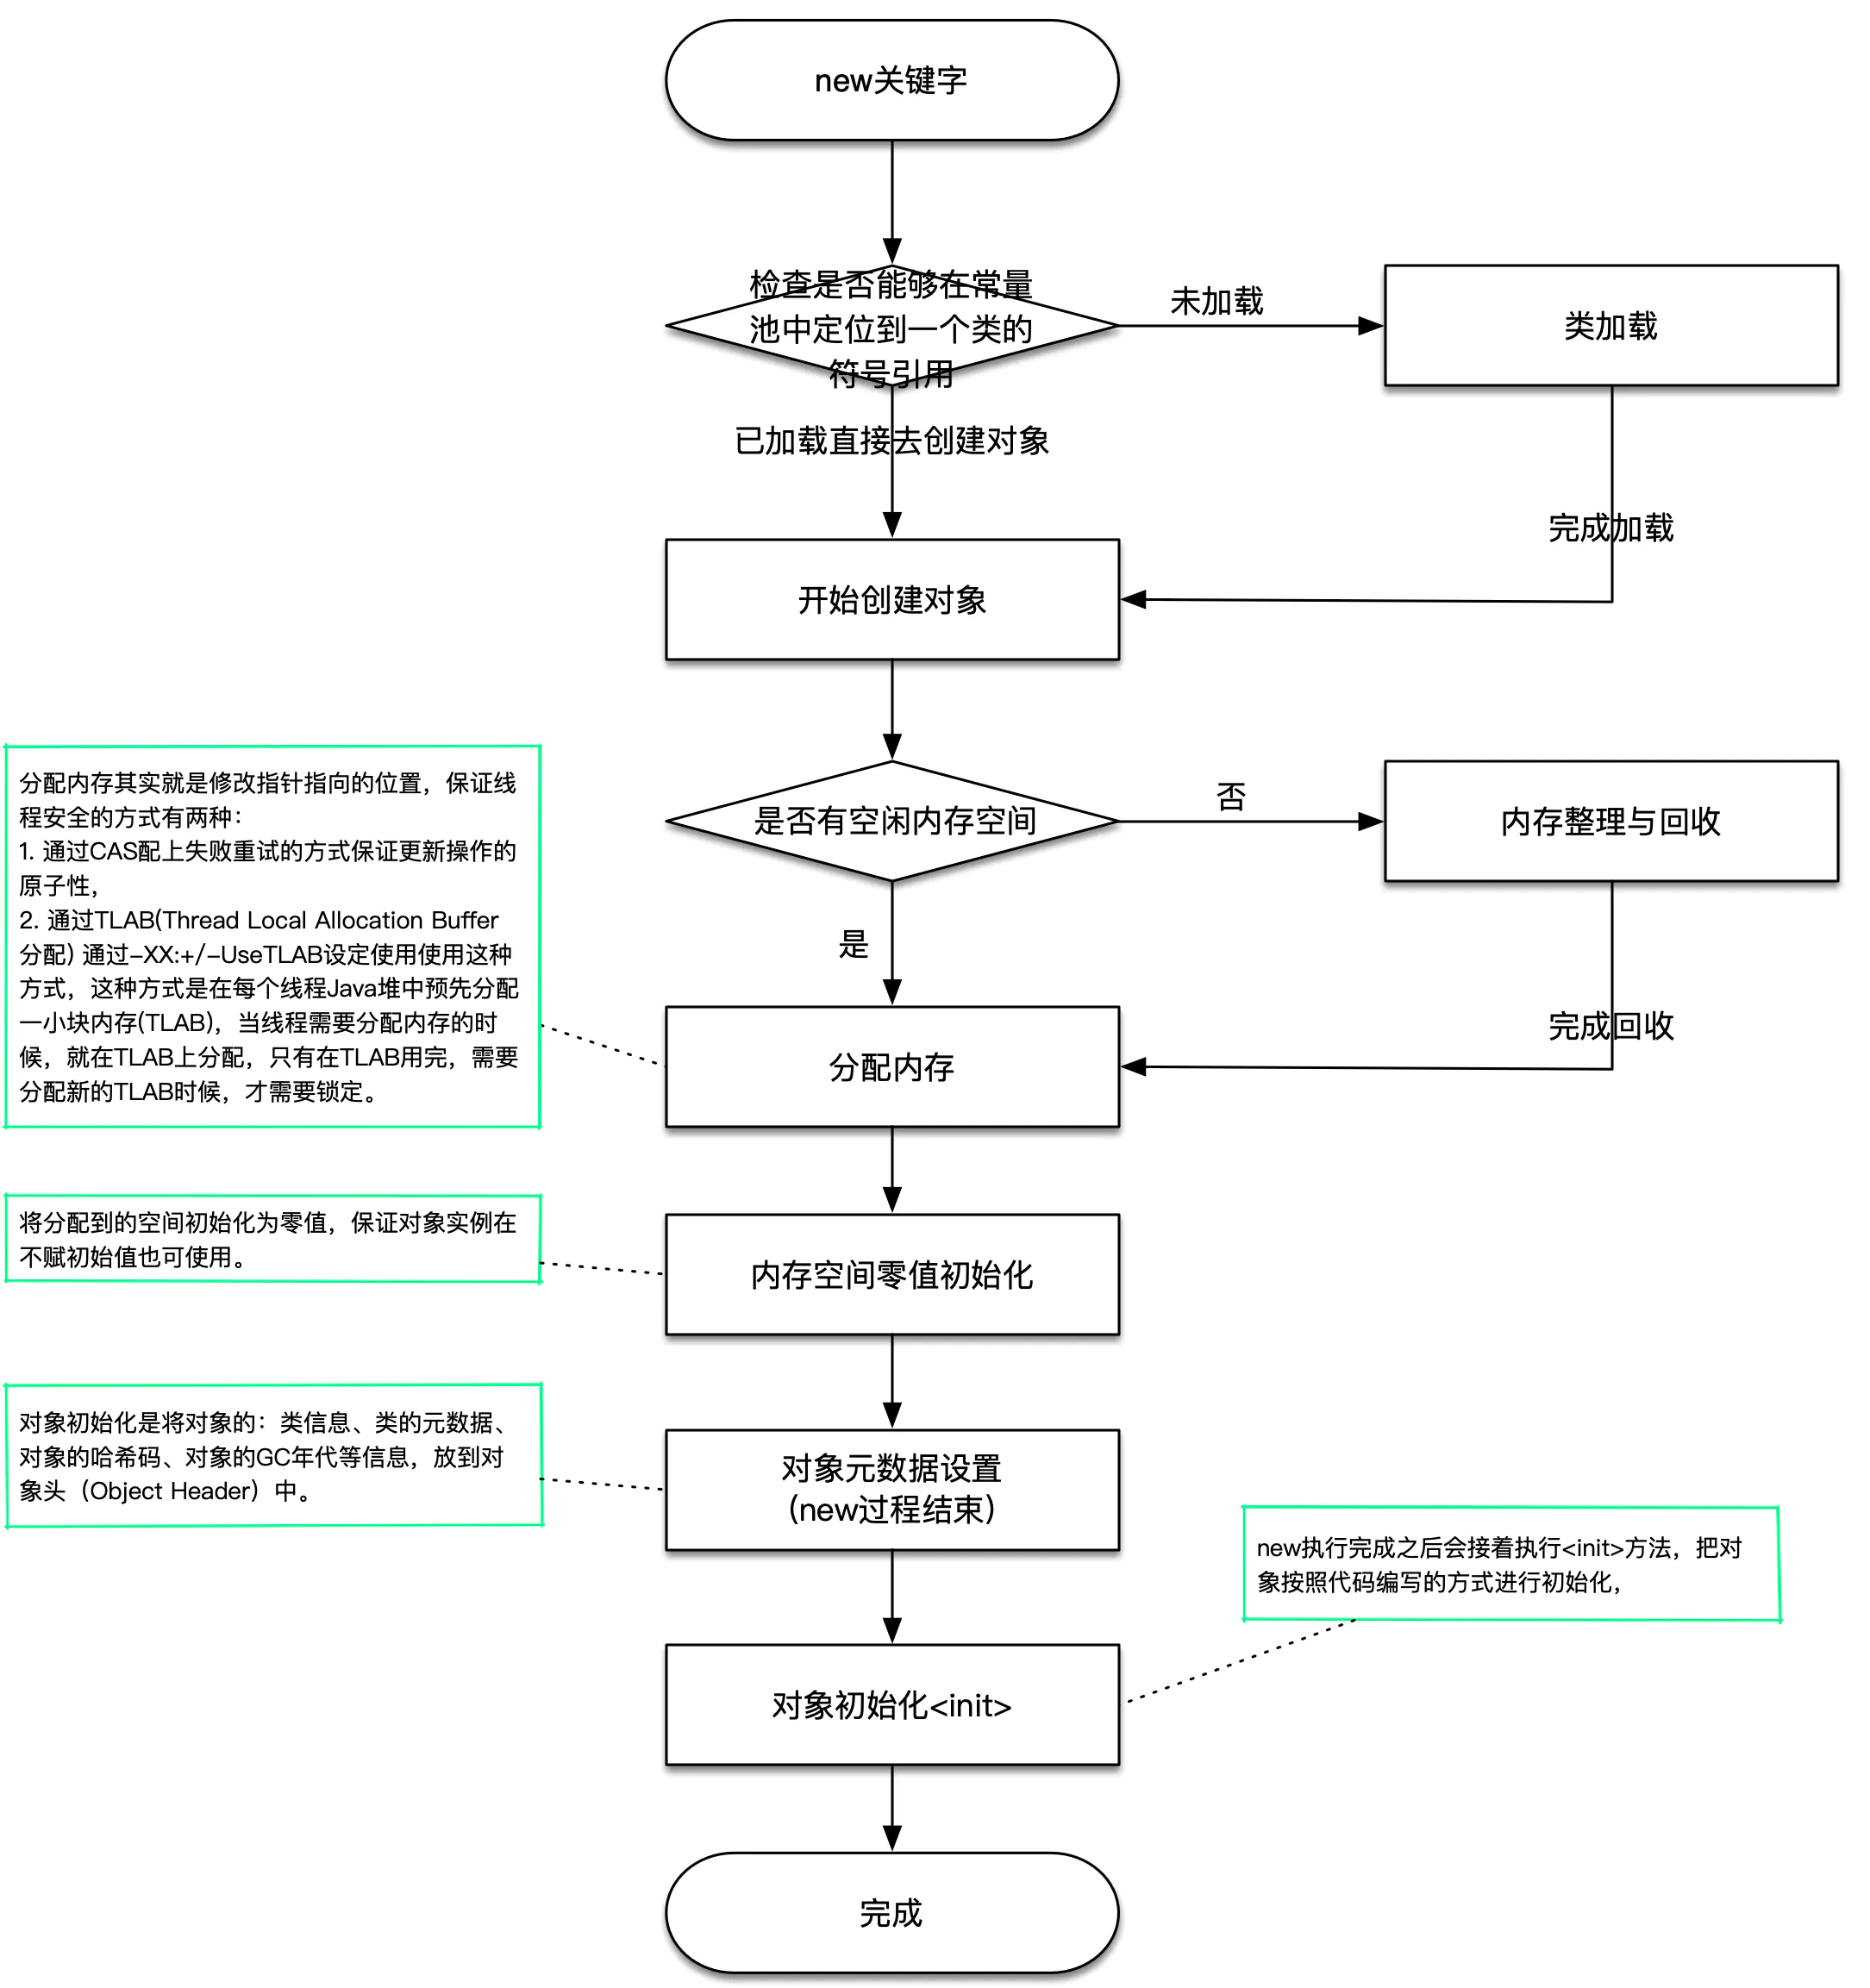 new关键字
检查是否能够在常量
池中定位到一个类的
符号引用
未加载
类加载
已加载直接去创建对象
完成加载
开始创建对象
分配内存其实就是修改指针指向的位置，保证线
程安全的方式有两种：
1. 通过CAS配上失败重试的方式保证更新操作的
原子性，
2. 通过TLAB(Thread Local Allocation Buffer
分配) 通过-XX:+/-UseTLAB设定使用使用这种
方式，这种方式是在每个线程Java堆中预先分配
一小块内存(TLAB)，当线程需要分配内存的时
候，就在TLAB上分配，只有在TLAB用完，需要
分配新的TLAB时候，才需要锁定。
是否有空闲内存空间
否
内存整理与回收
是
完成回收
分配内存
将分配到的空间初始化为零值，保证对象实例在
不赋初始值也可使用。
内存空间零值初始化
对象初始化是将对象的：类信息、类的元数据、
对象的哈希码、对象的GC年代等信息，放到对
象头（Object Header）中。
对象元数据设置
（new过程结束）
new执行完成之后会接着执行<init>方法，把对
象按照代码编写的方式进行初始化，
对象初始化<init>
完成